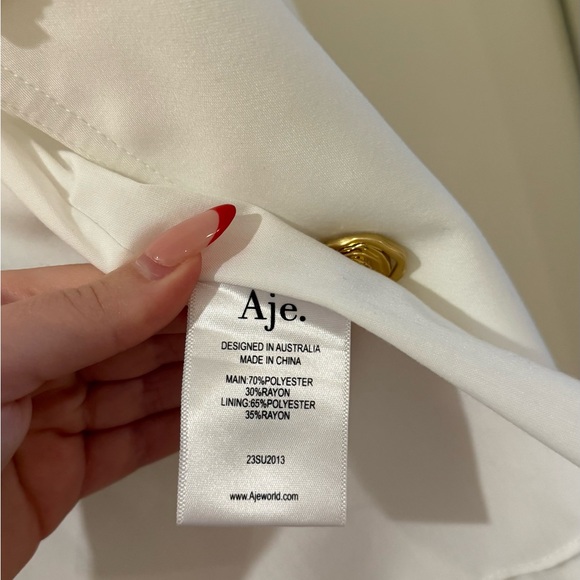 Aje.
DESIGNED IN AUSTRALIA
MADE IN CHINA
MAIN:70%POLYESTER
30%RAYON
LINING:65%POLYESTER
35%RAYON
23SU2013
www.Ajeworld.com